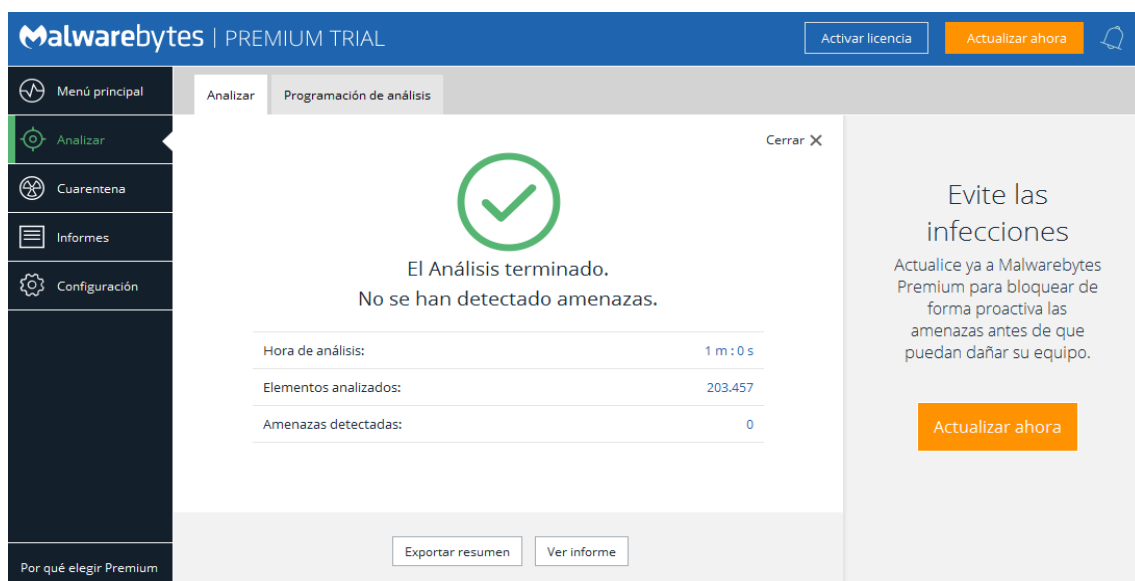 Malwarebytes | PREMIUM TRIAL
Activar licencia
Actualizar ahora
Menú principal
Analizar
Cuarentena
Informes
Configuración
Por qué elegir Premium
Analizar
Programación de análisis
Cerrar X
El Análisis terminado.
No se han detectado amenazas.
Hora de análisis: 1 m : 0 s
Elementos analizados: 203.457
Amenazas detectadas: 0
Exportar resumen
Ver informe
Evite las
infecciones
Actualice ya a Malwarebytes
Premium para bloquear de
forma proactiva las
amenazas antes de que
puedan dañar su equipo.
Actualizar ahora